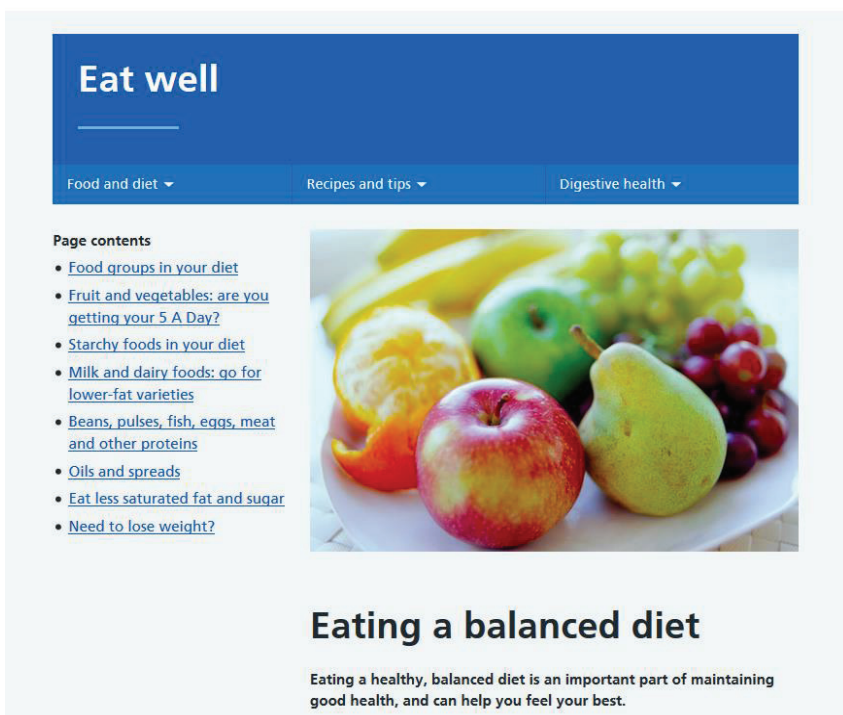 Eat well
Food and diet
Recipes and tips
Digestive health
Page contents
Food groups in your diet
Fruit and vegetables: are you
getting your 5 A Day?
Starchy foods in your diet
Milk and dairy foods: go for
lower-fat varieties
Beans, pulses, fish, eggs, meat
and other proteins
Oils and spreads
Eat less saturated fat and sugar
Need to lose weight?
Eating a balanced diet
Eating a healthy, balanced diet is an important part of maintaining
good health, and can help you feel your best.